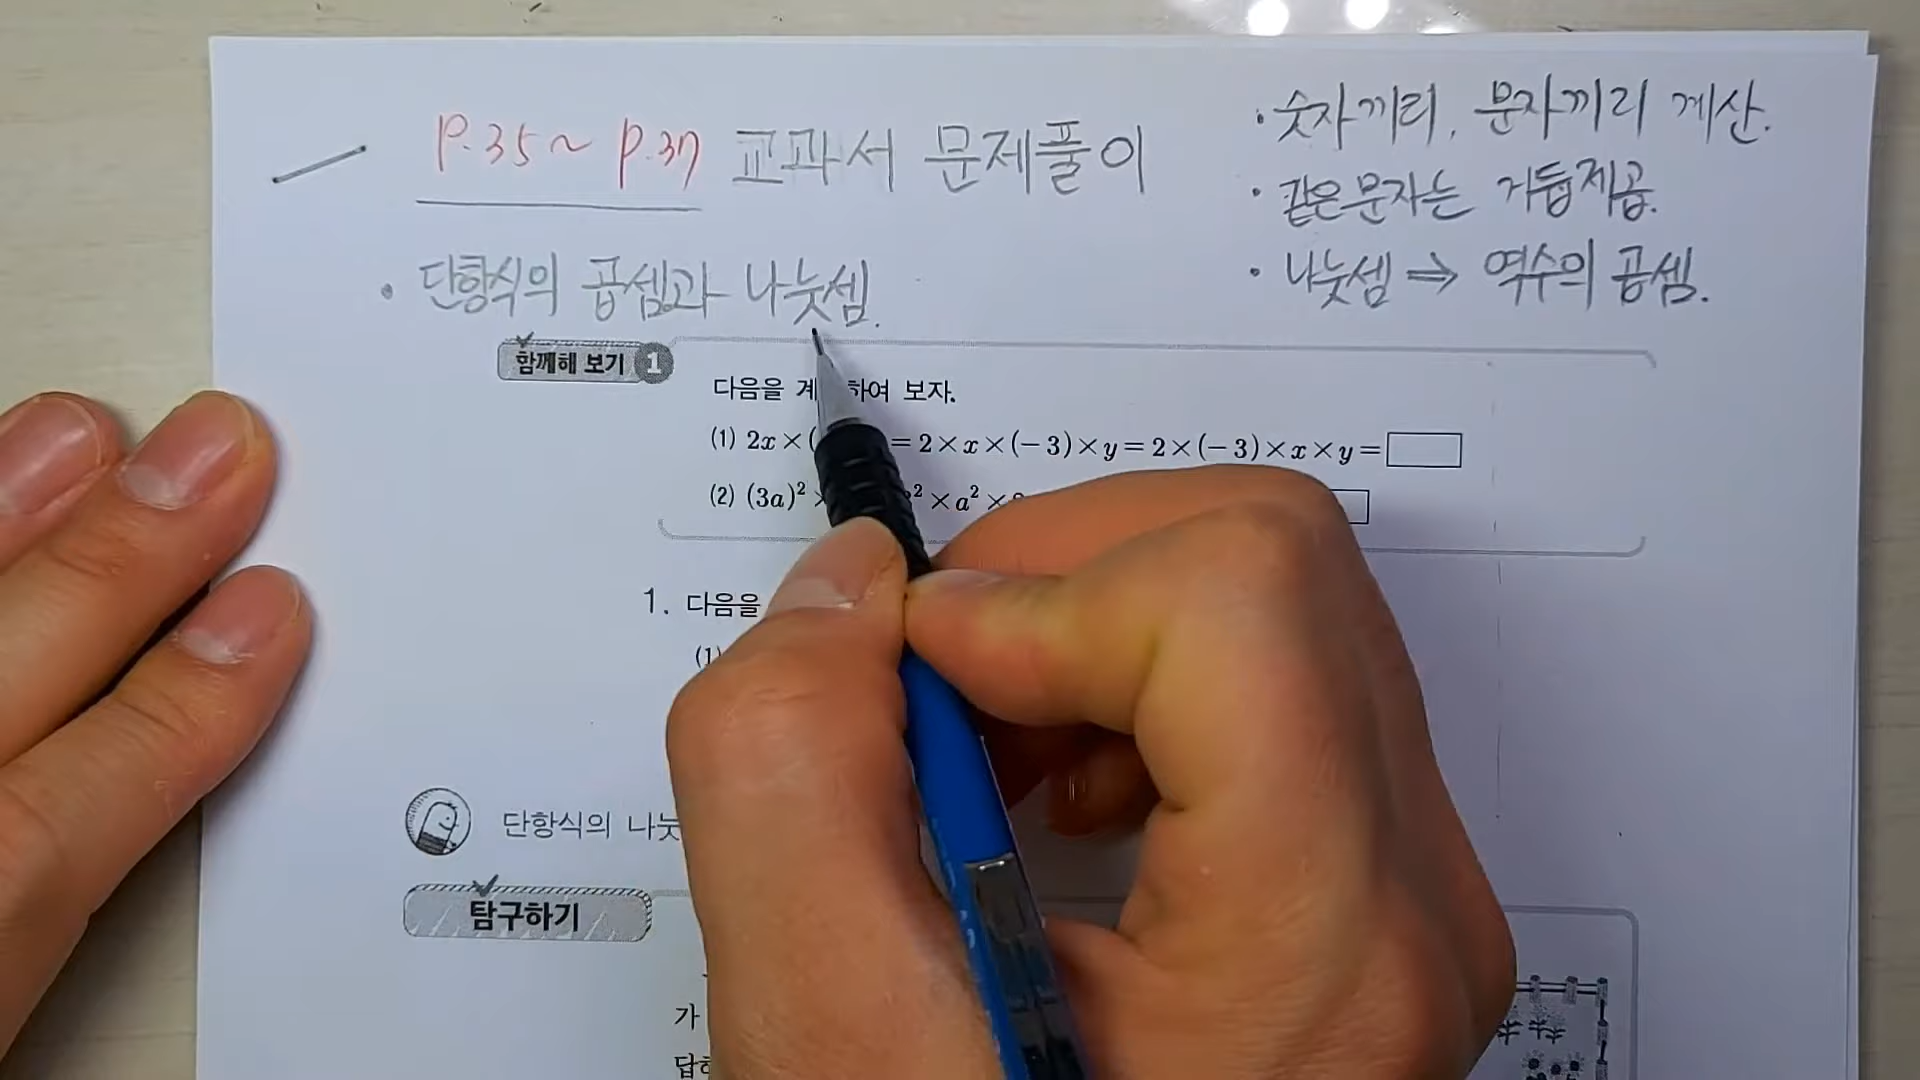 P.35 ~ P.37 교과서 문제풀이
· 숫자끼리, 문자끼리 계산.
· 같은문자는 거듭제곱.
· 나눗셈 ⇒ 역수의 곱셈.
· 단항식의 곱셈과 나눗셈.
함께해 보기 1
다음을 계 하여 보자.
(1) 2x×( =2×x×(-3)×y=2×(-3)×x×y=
(2) (3a)² × ² ×a² ×
1. 다음을
(1)
단항식의 나눗
탐구하기
가
답